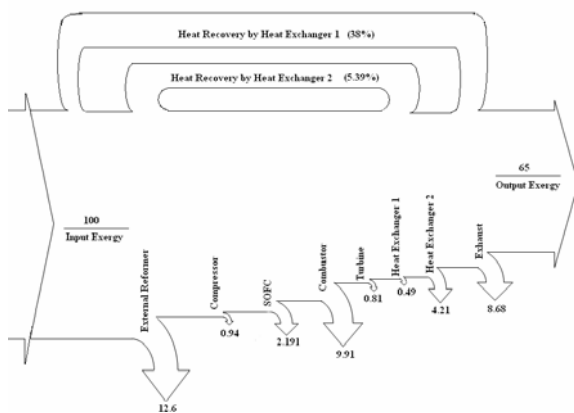 Heat Recovery by Heat Exchanger 1 (38%)
Heat Recovery by Heat Exchanger 2 (5.39%)
65
Output Exergy
100
Input Exergy
External Reformer
Compressor
SOFC
Combustor
Turbine
Heat Exchanger 1
Heat Exchanger 2
Exhaust
12.6
0.94
2.191
9.91
0.81
0.49
4.21
8.68